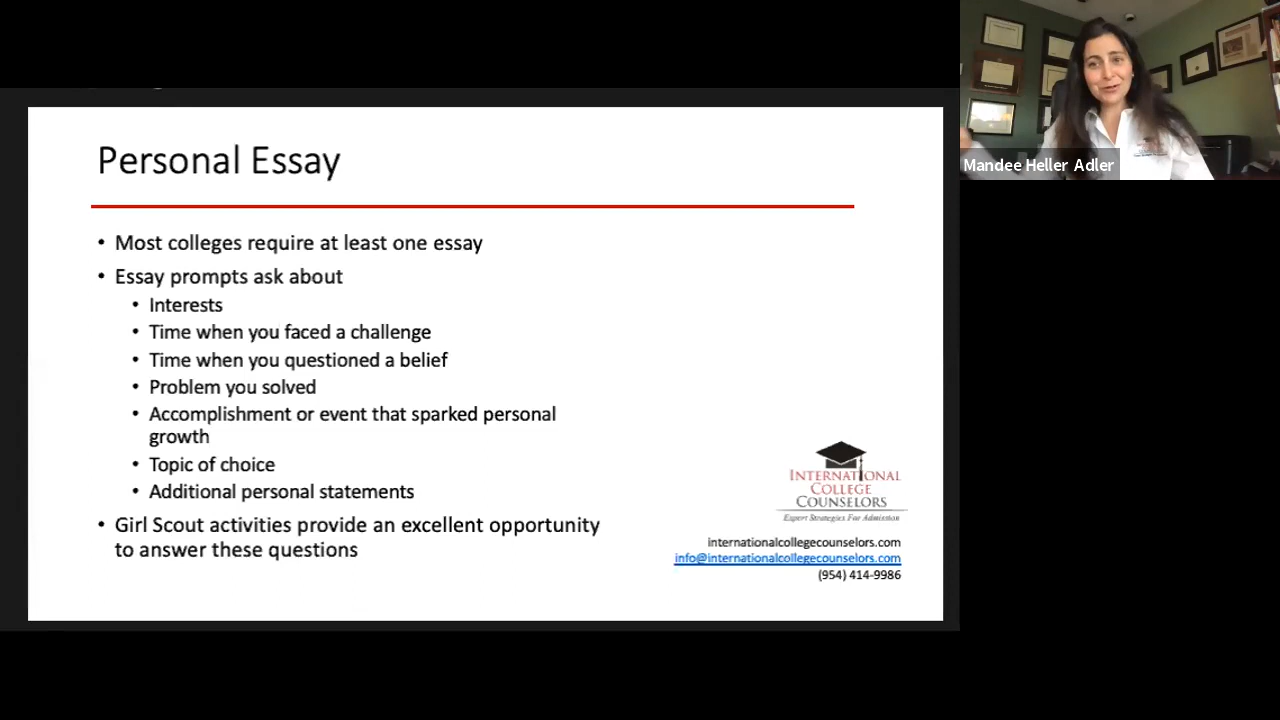 Personal Essay
• Most colleges require at least one essay
• Essay prompts ask about
• Interests
• Time when you faced a challenge
• Time when you questioned a belief
• Problem you solved
• Accomplishment or event that sparked personal
growth
• Topic of choice
• Additional personal statements
• Girl Scout activities provide an excellent opportunity
to answer these questions
INTERNATIONAL
COLLEGE
COUNSELORS
Expert Strategies For Admission
internationalcollegecounselors.com
info@internationalcollegecounselors.com
(954) 414-9986
Mandee Heller Adler